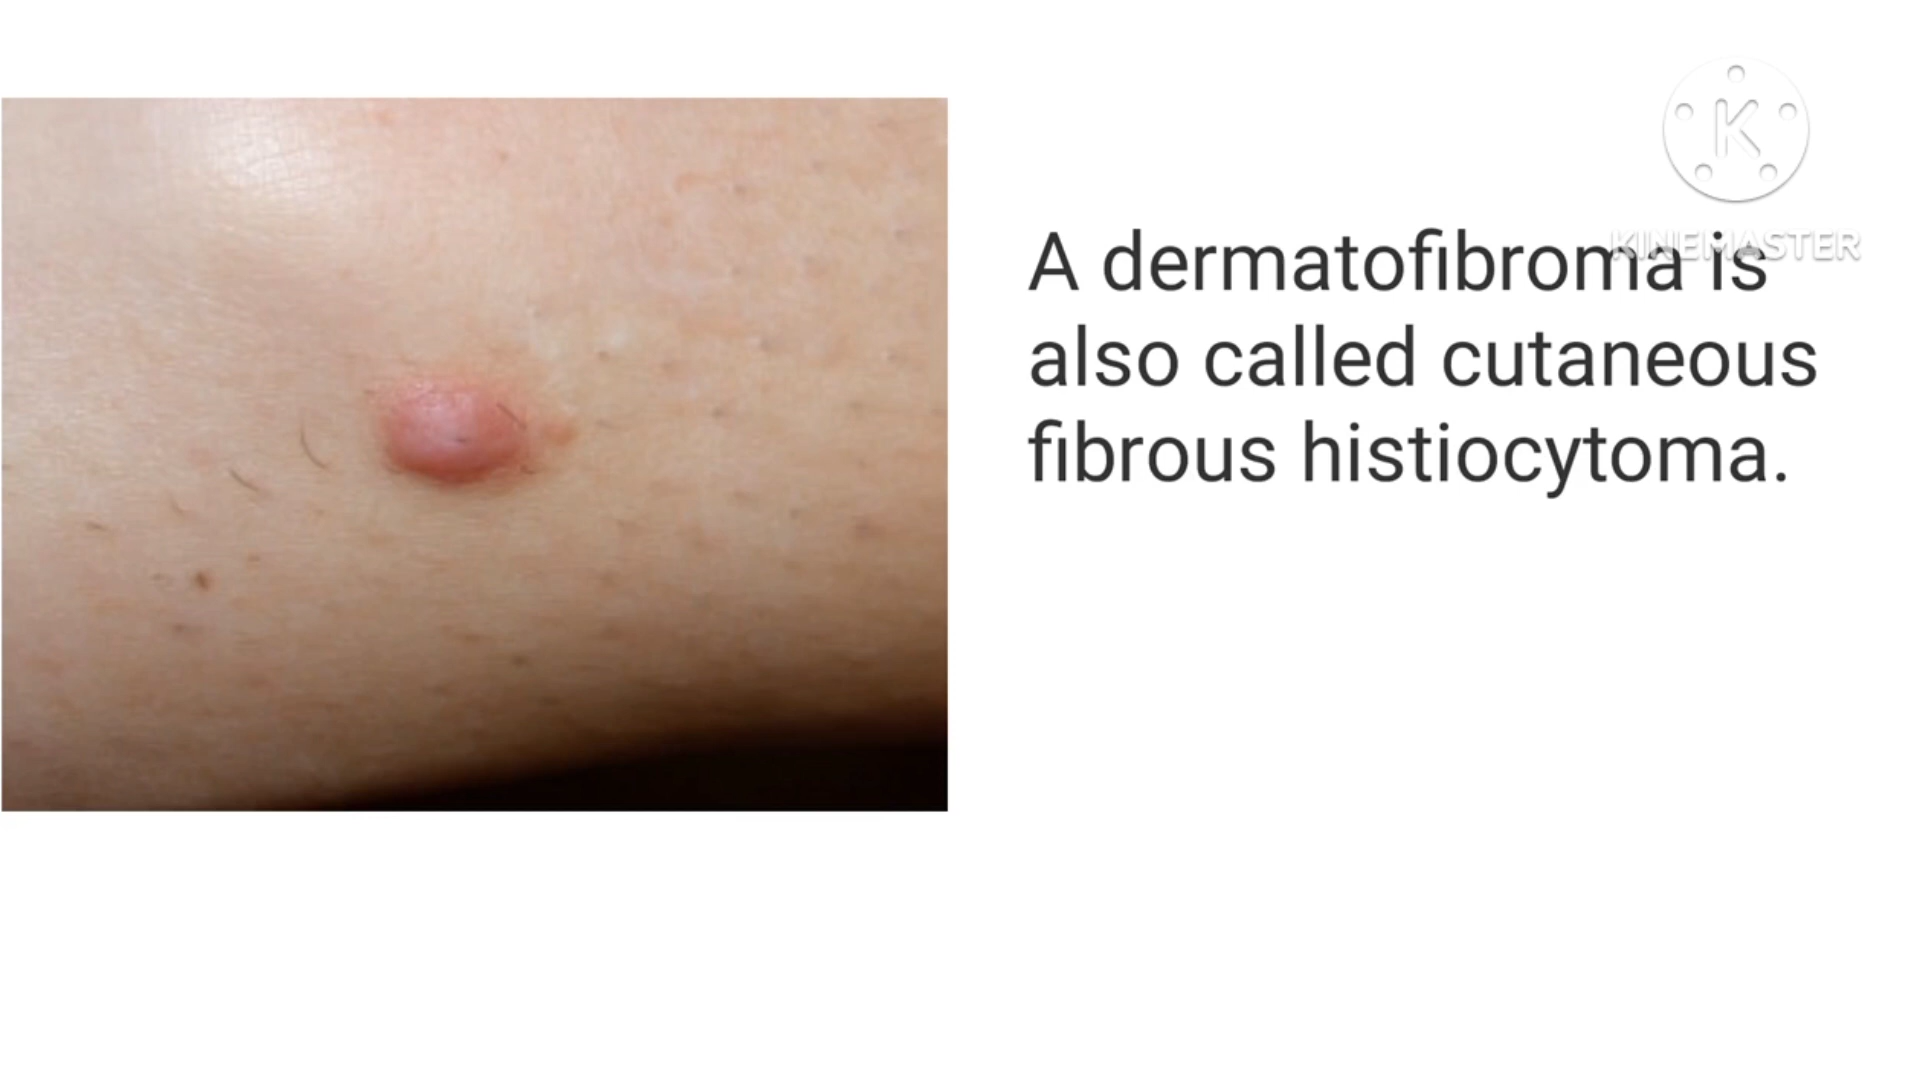 K
KINEMASTER
A dermatofibroma is
also called cutaneous
fibrous histiocytoma.